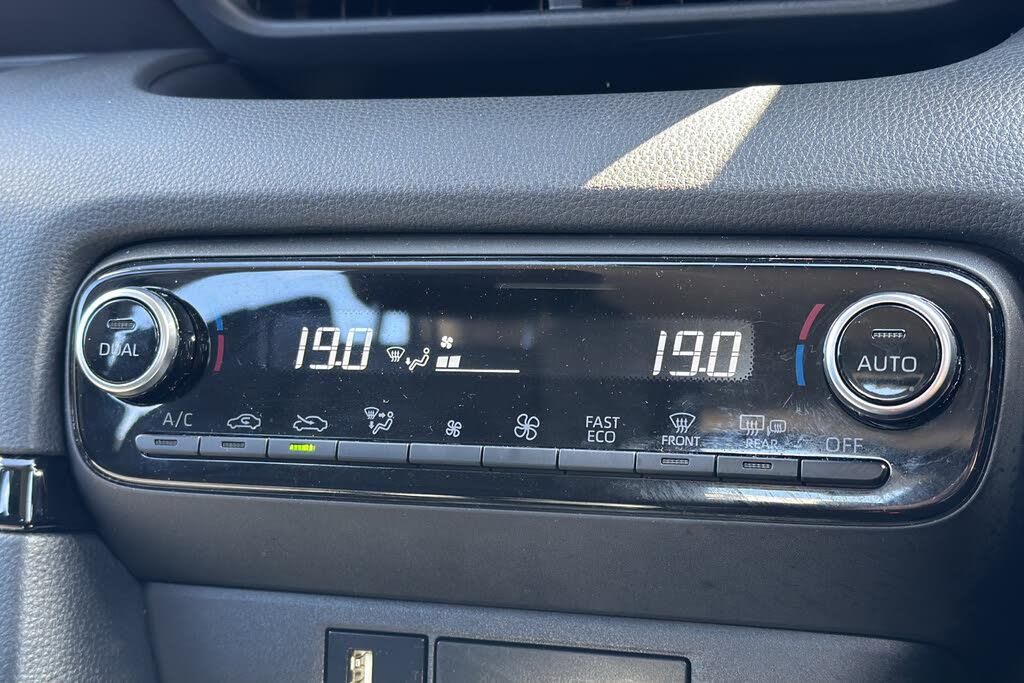 19.0
19.0
DUAL
AUTO
A/C
FAST
ECO
FRONT
REAR
OFF